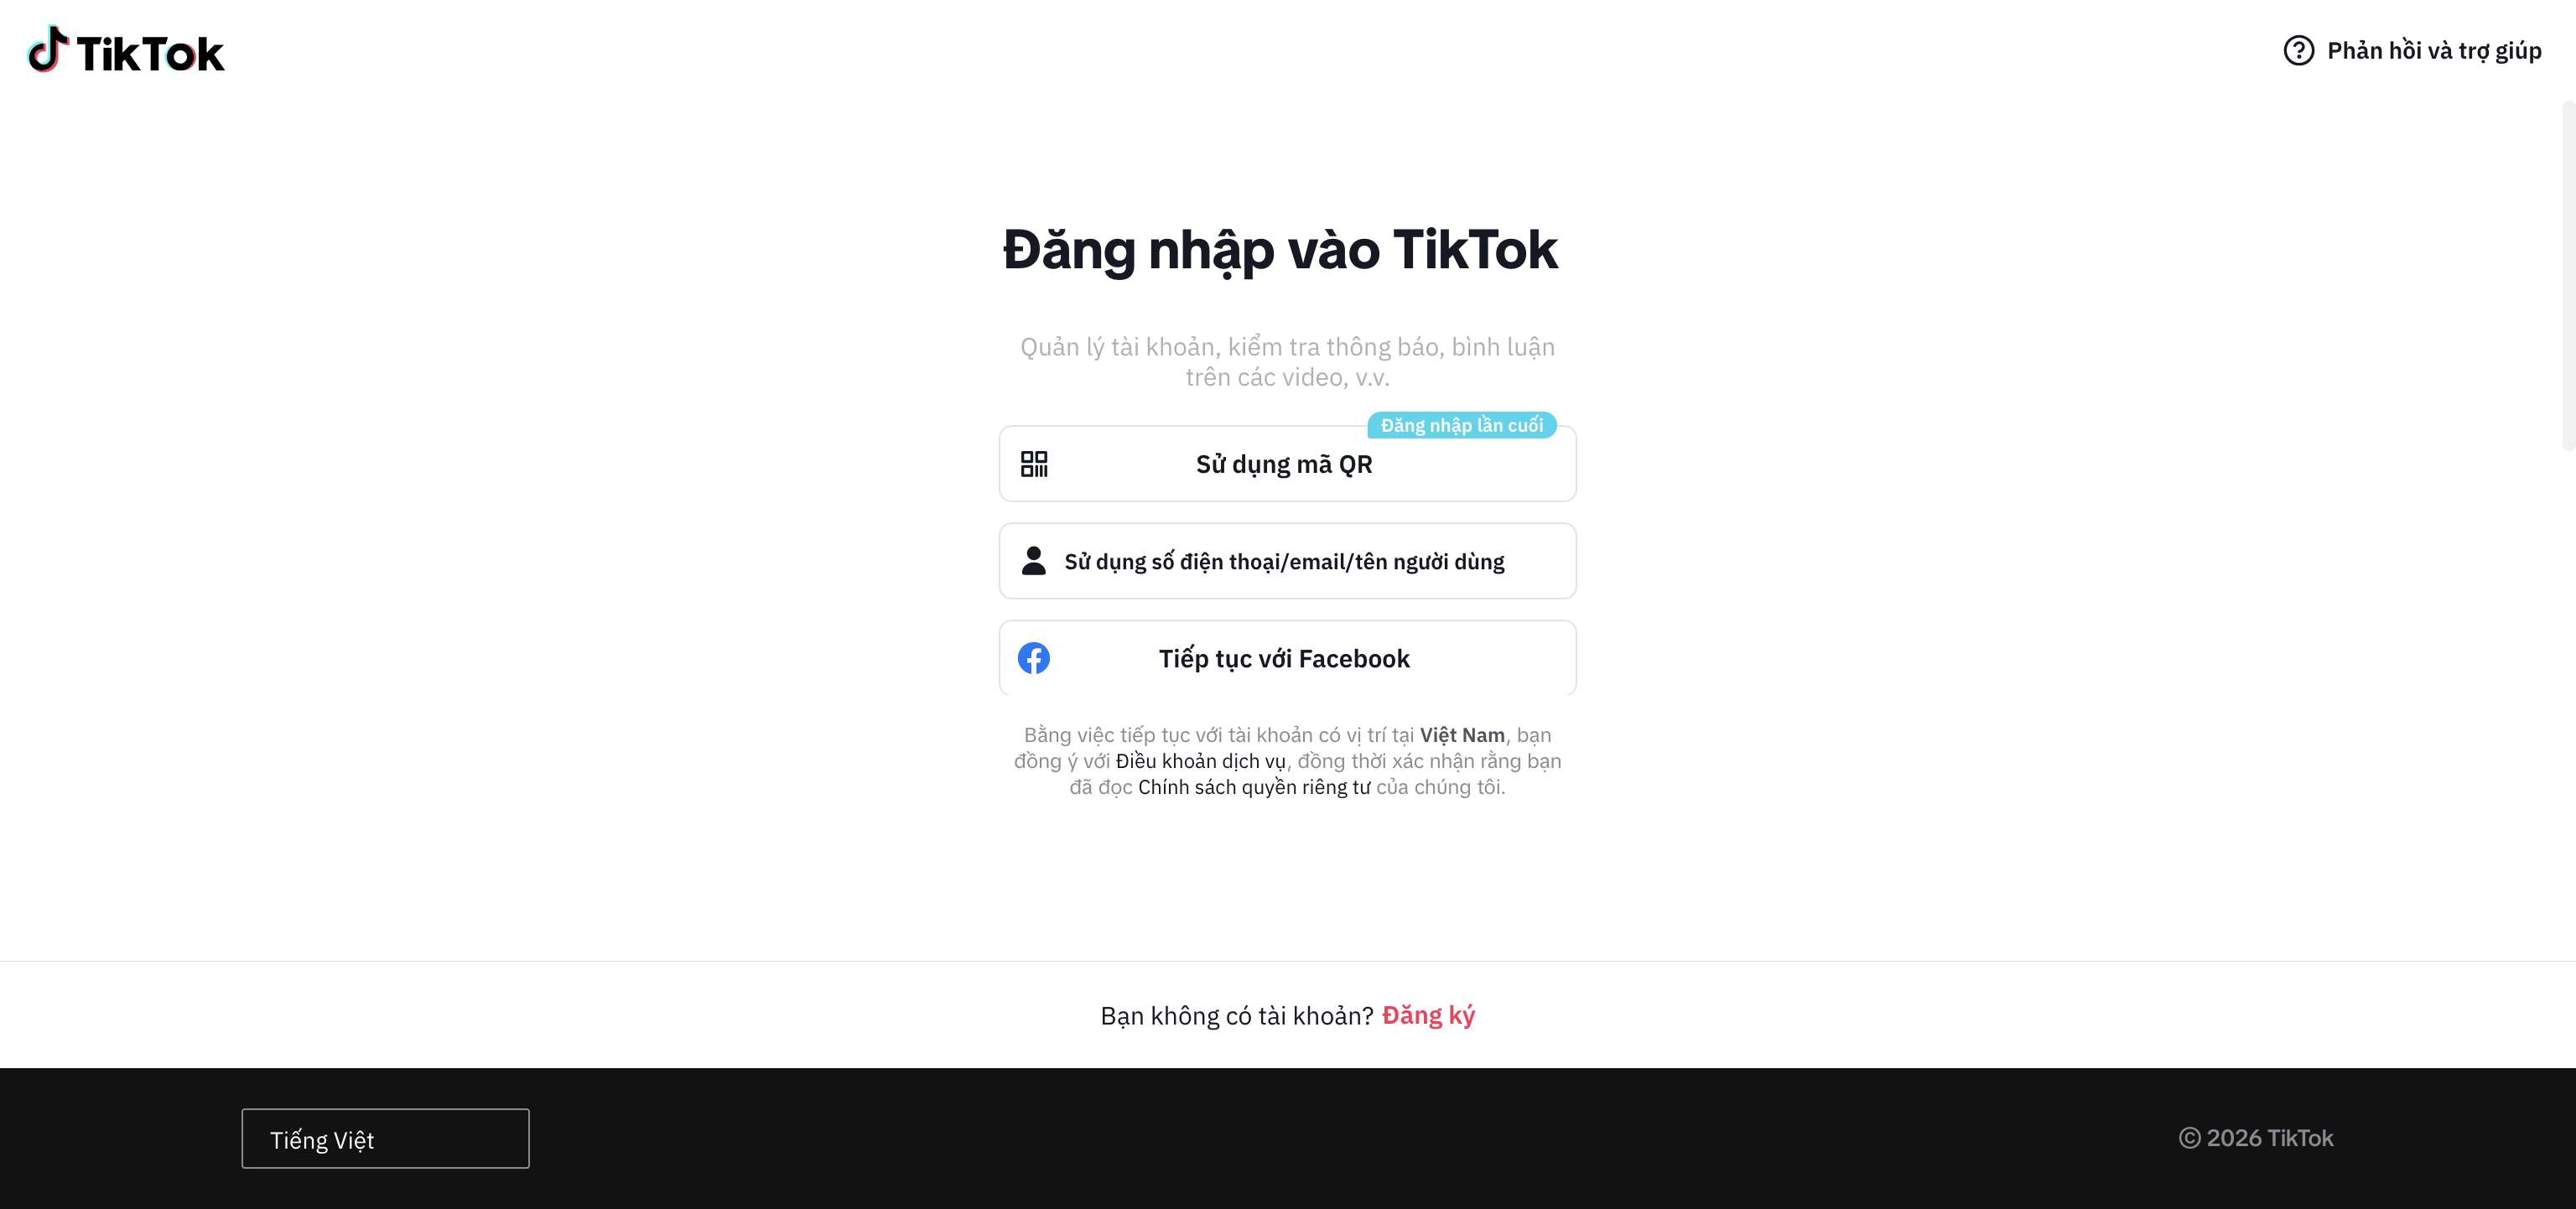 TikTok
Phản hồi và trợ giúp
Đăng nhập vào TikTok
Quản lý tài khoản, kiểm tra thông báo, bình luận
trên các video, v.v.
Đăng nhập lần cuối
Sử dụng mã QR
Sử dụng số điện thoại/email/tên người dùng
Tiếp tục với Facebook
Bằng việc tiếp tục với tài khoản có vị trí tại Việt Nam, bạn
đồng ý với Điều khoản dịch vụ, đồng thời xác nhận rằng bạn
đã đọc Chính sách quyền riêng tư của chúng tôi.
Bạn không có tài khoản? Đăng ký
Tiếng Việt
© 2026 TikTok